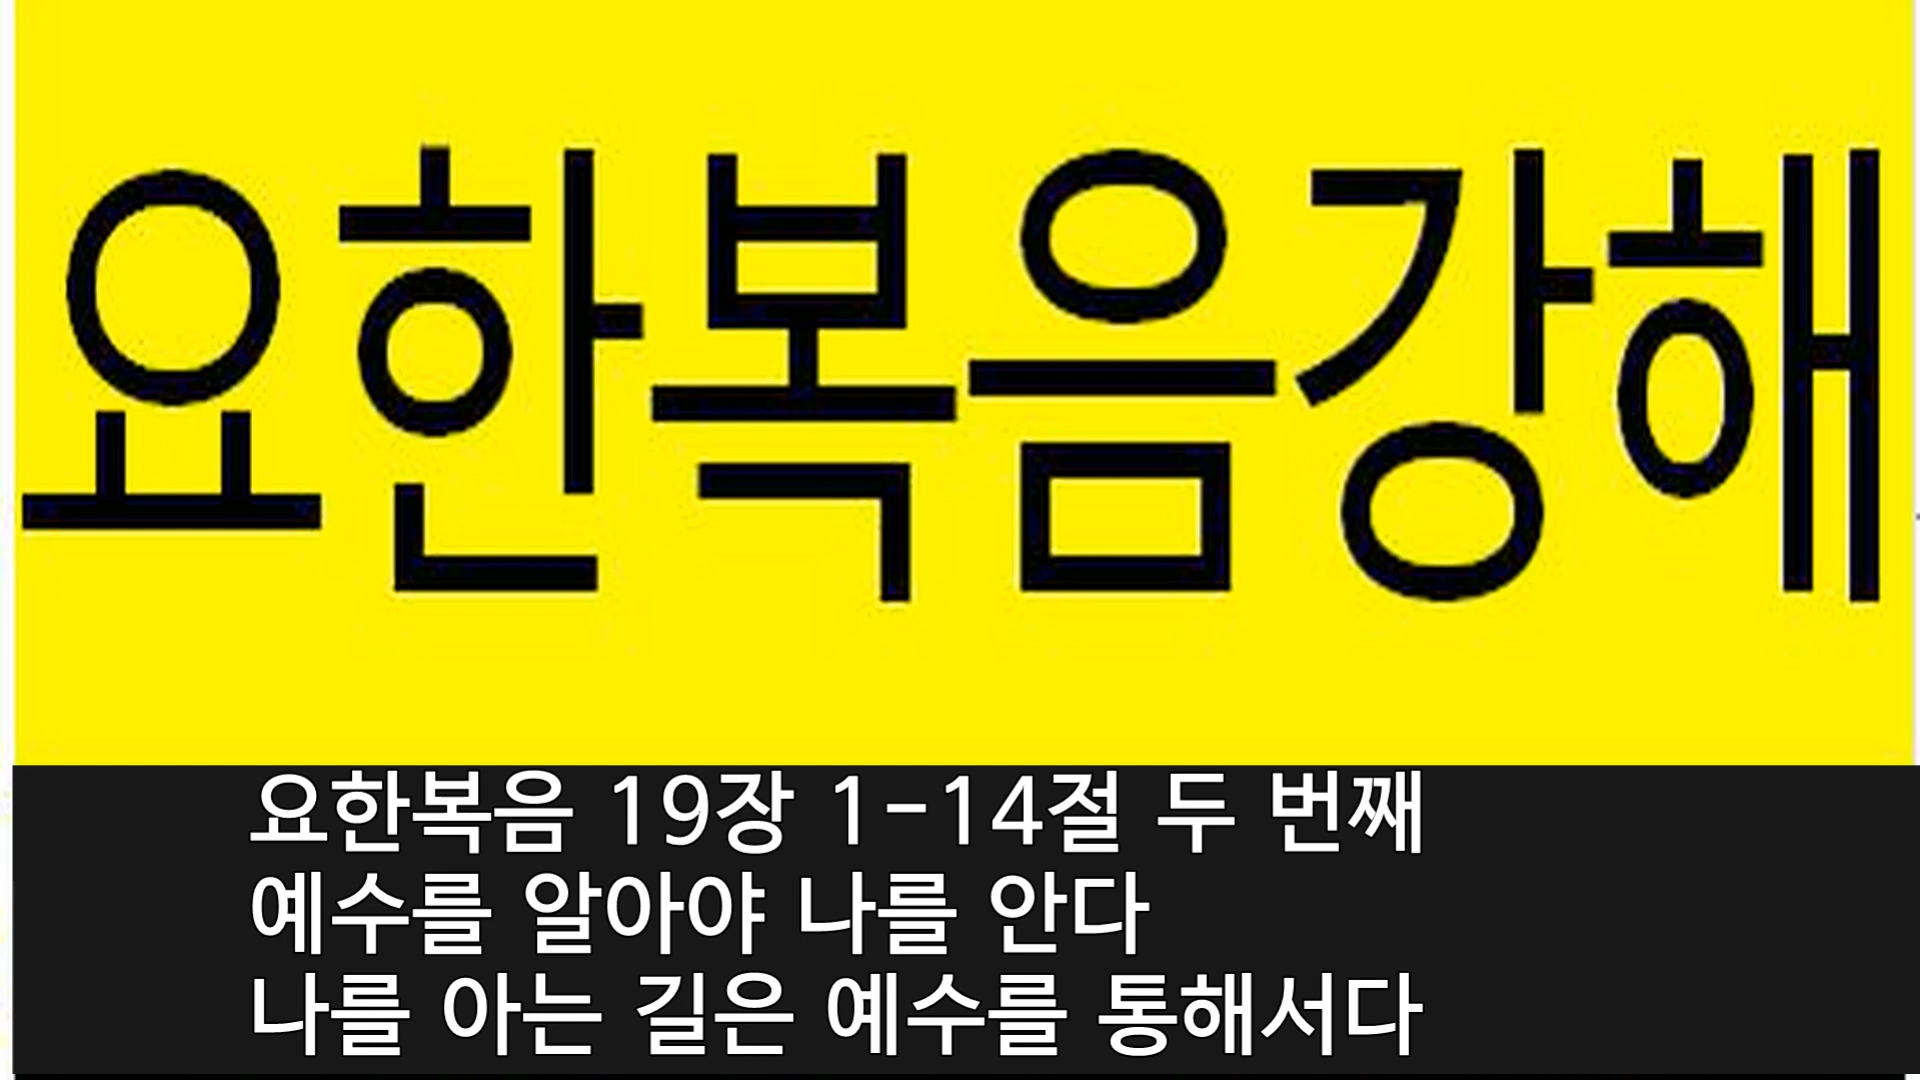 요한복음강해
요한복음 19장 1-14절 두 번째
예수를 알아야 나를 안다
나를 아는 길은 예수를 통해서다